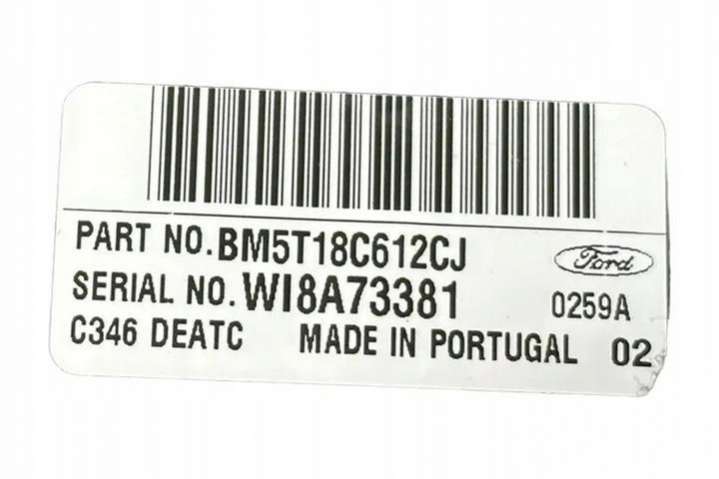 PART NO.BM5T18C612CJ
Ford
SERIAL NO.WI8A73381
0259A
C346 DEATC MADE IN PORTUGAL 02